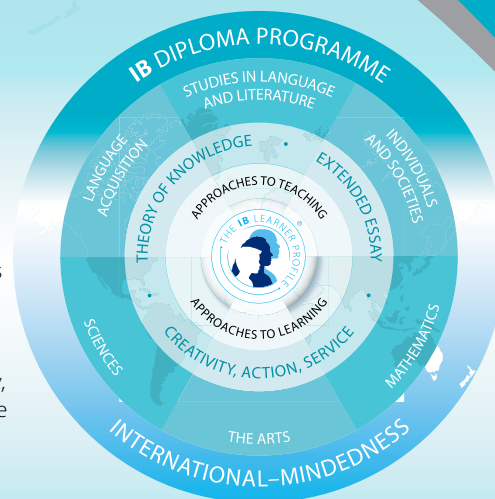 IB DIPLOMA PROGRAMME
STUDIES IN LANGUAGE
AND LITERATURE
LANGUAGE
ACQUISITION
INDIVIDUALS
AND SOCIETIES
THEORY OF KNOWLEDGE
EXTENDED ESSAY
APPROACHES TO TEACHING
THE IB LEARNER PROFILE
®
APPROACHES TO LEARNING
CREATIVITY, ACTION, SERVICE
SCIENCES
MATHEMATICS
THE ARTS
INTERNATIONAL–MINDEDNESS